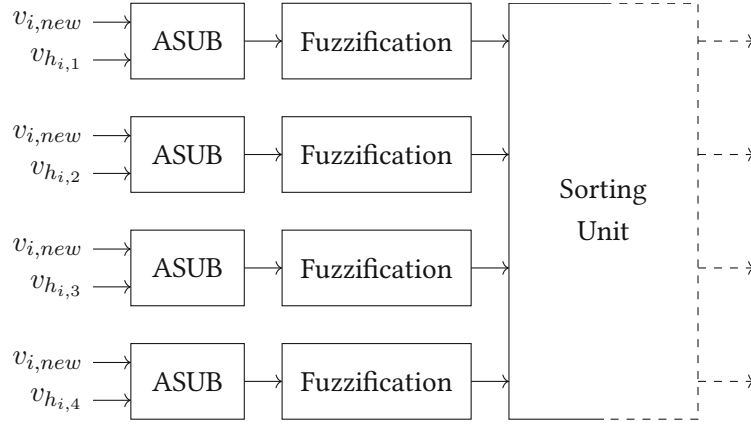 v_{i,new}
v_{h_{i,1}}
ASUB
Fuzzification
v_{i,new}
v_{h_{i,2}}
ASUB
Fuzzification
v_{i,new}
v_{h_{i,3}}
ASUB
Fuzzification
v_{i,new}
v_{h_{i,4}}
ASUB
Fuzzification
Sorting
Unit